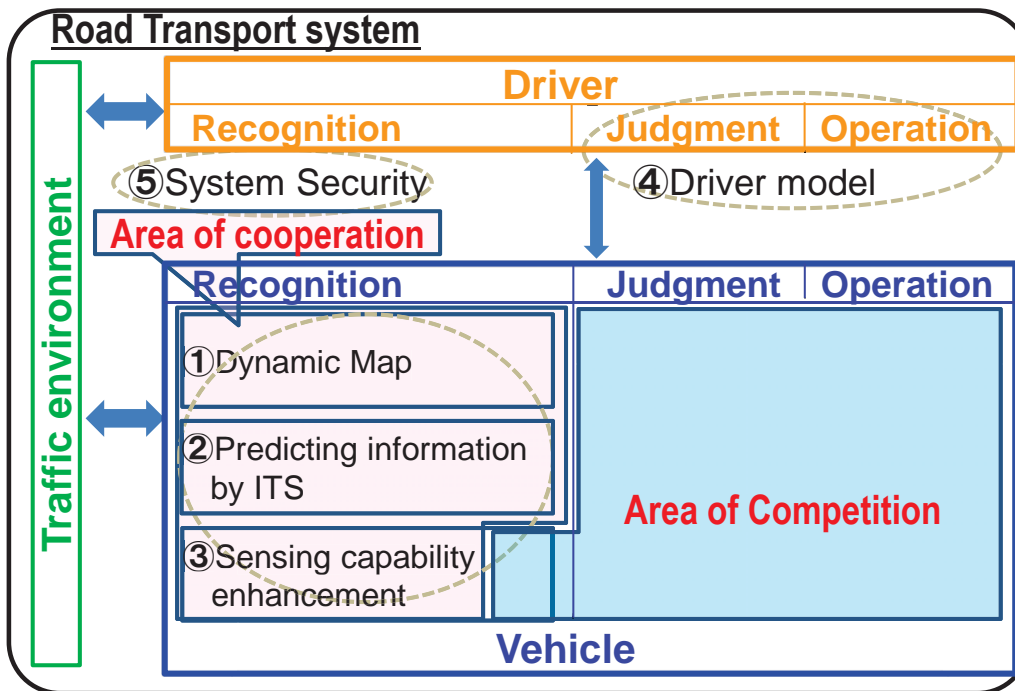 Road Transport system
Traffic environment
Driver
Recognition Judgment Operation
⑤System Security
④Driver model
Area of cooperation
Recognition Judgment Operation
①Dynamic Map
②Predicting information
by ITS
③Sensing capability
enhancement
Area of Competition
Vehicle